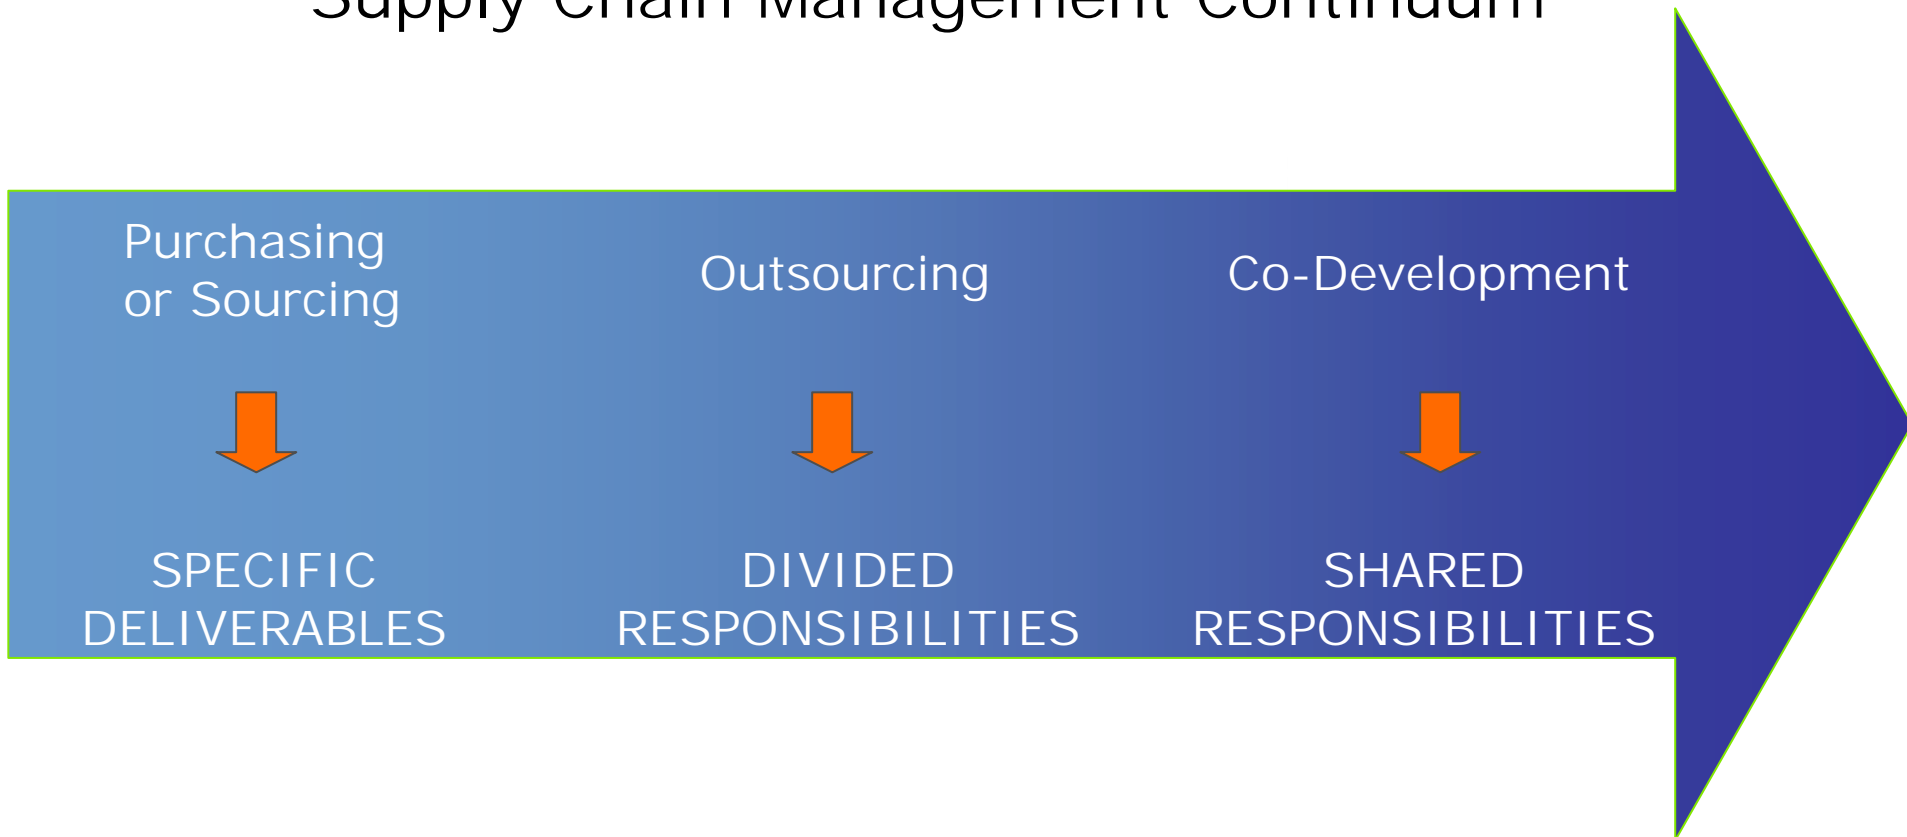 Supply Chain Management Continuum
Purchasing
or Sourcing
Outsourcing
Co-Development
SPECIFIC
DELIVERABLES
DIVIDED
RESPONSIBILITIES
SHARED
RESPONSIBILITIES